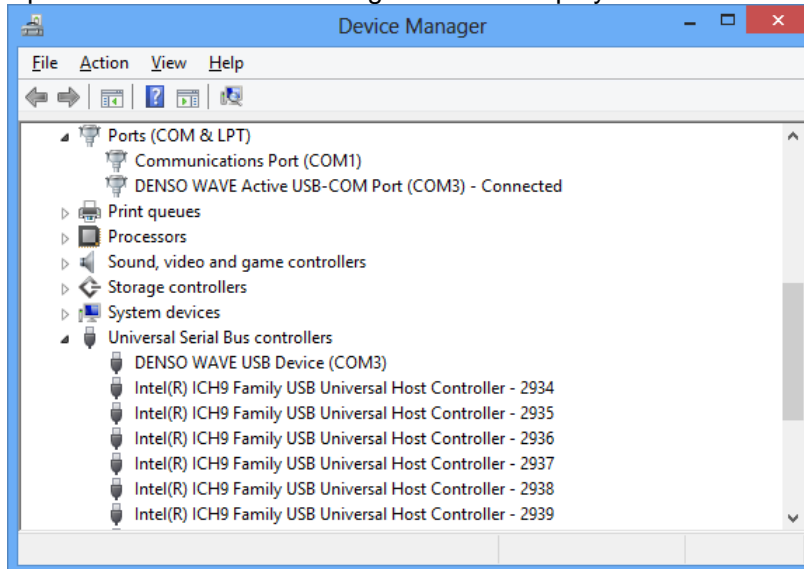 Device Manager
File Action View Help
Ports (COM & LPT)
Communications Port (COM1)
DENSO WAVE Active USB-COM Port (COM3) - Connected
Print queues
Processors
Sound, video and game controllers
Storage controllers
System devices
Universal Serial Bus controllers
DENSO WAVE USB Device (COM3)
Intel(R) ICH9 Family USB Universal Host Controller - 2934
Intel(R) ICH9 Family USB Universal Host Controller - 2935
Intel(R) ICH9 Family USB Universal Host Controller - 2936
Intel(R) ICH9 Family USB Universal Host Controller - 2937
Intel(R) ICH9 Family USB Universal Host Controller - 2938
Intel(R) ICH9 Family USB Universal Host Controller - 2939